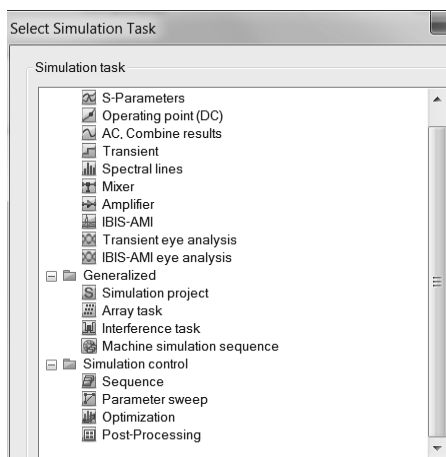 Select Simulation Task
Simulation task
S-Parameters
Operating point (DC)
AC, Combine results
Transient
Spectral lines
Mixer
Amplifier
IBIS-AMI
Transient eye analysis
IBIS-AMI eye analysis
Generalized
Simulation project
Array task
Interference task
Machine simulation sequence
Simulation control
Sequence
Parameter sweep
Optimization
Post-Processing